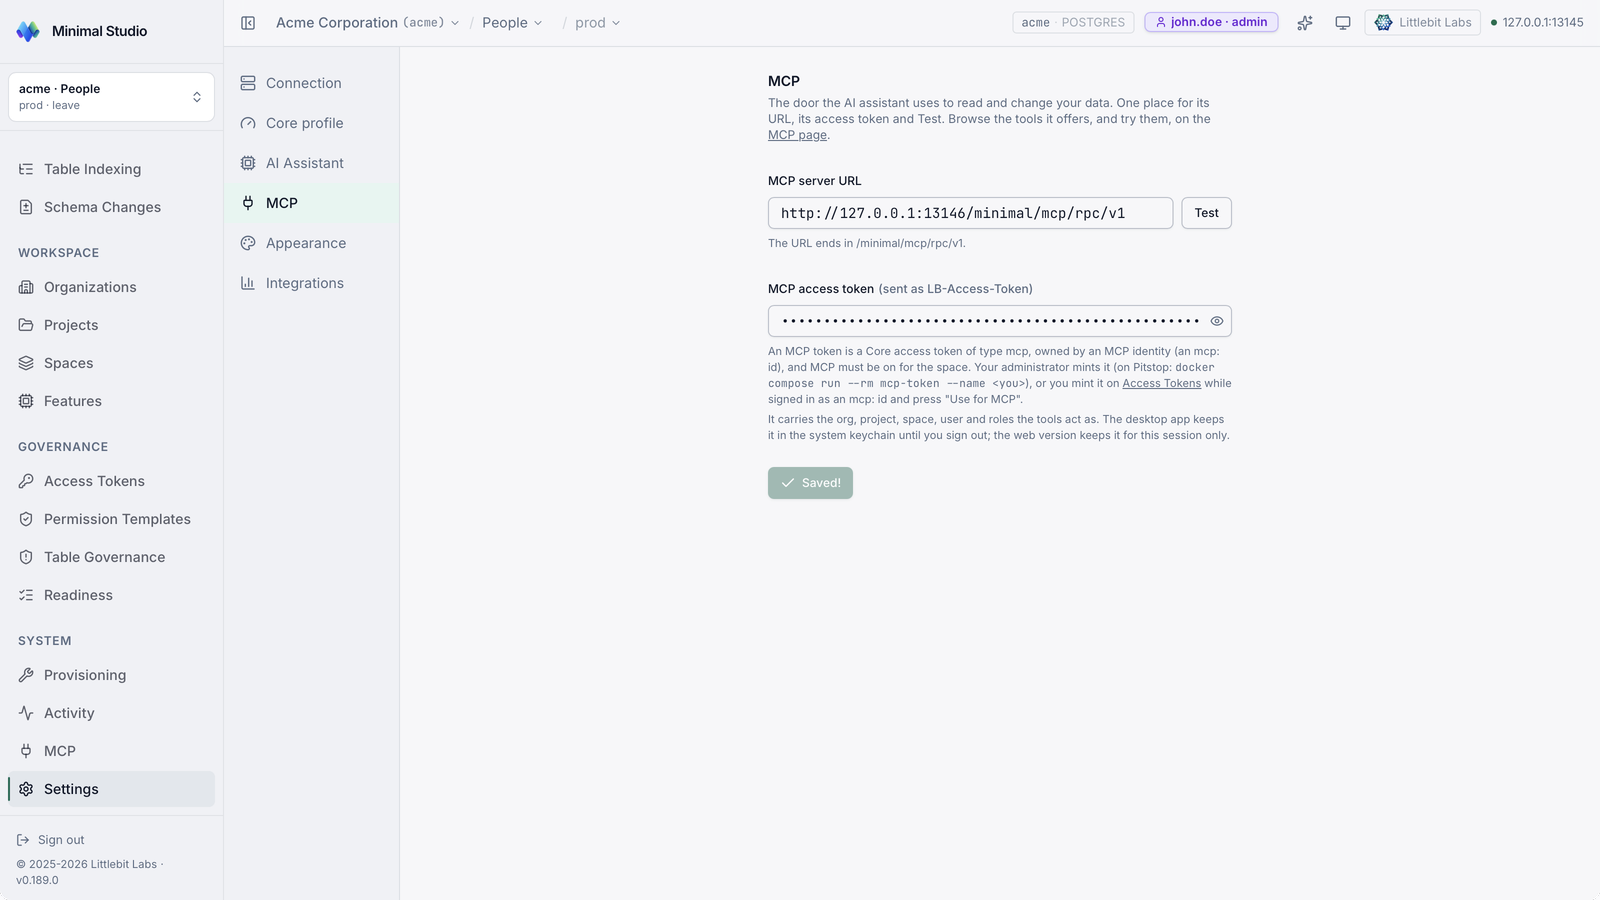 Minimal Studio
acme · People
prod · leave
Table Indexing
Schema Changes
WORKSPACE
Organizations
Projects
Spaces
Features
GOVERNANCE
Access Tokens
Permission Templates
Table Governance
Readiness
SYSTEM
Provisioning
Activity
MCP
Settings
Sign out
© 2025-2026 Littlebit Labs ·
v0.189.0
Acme Corporation (acme) / People / prod
acme · POSTGRES
john.doe · admin
Littlebit Labs
127.0.0.1:13145
Connection
Core profile
AI Assistant
MCP
Appearance
Integrations
MCP
The door the AI assistant uses to read and change your data. One place for its
URL, its access token and Test. Browse the tools it offers, and try them, on the
MCP page.
MCP server URL
http://127.0.0.1:13146/minimal/mcp/rpc/v1
Test
The URL ends in /minimal/mcp/rpc/v1.
MCP access token (sent as LB-Access-Token)
An MCP token is a Core access token of type mcp, owned by an MCP identity (an mcp:
id), and MCP must be on for the space. Your administrator mints it (on Pitstop: docker
compose run --rm mcp-token --name <you>), or you mint it on Access Tokens while
signed in as an mcp: id and press "Use for MCP".
It carries the org, project, space, user and roles the tools act as. The desktop app keeps
it in the system keychain until you sign out; the web version keeps it for this session only.
Saved!